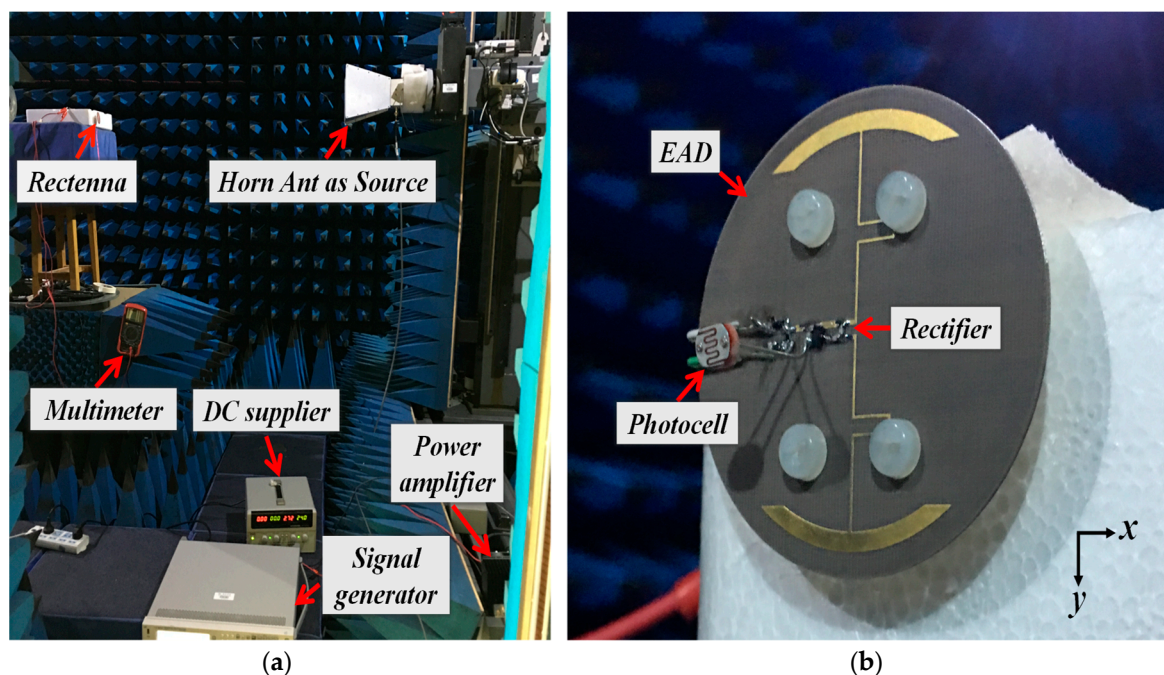 Rectenna
Horn Ant as Source
Multimeter
DC supplier
Power
amplifier
Signal
generator
(a)
EAD
Rectifier
Photocell
x
y
(b)